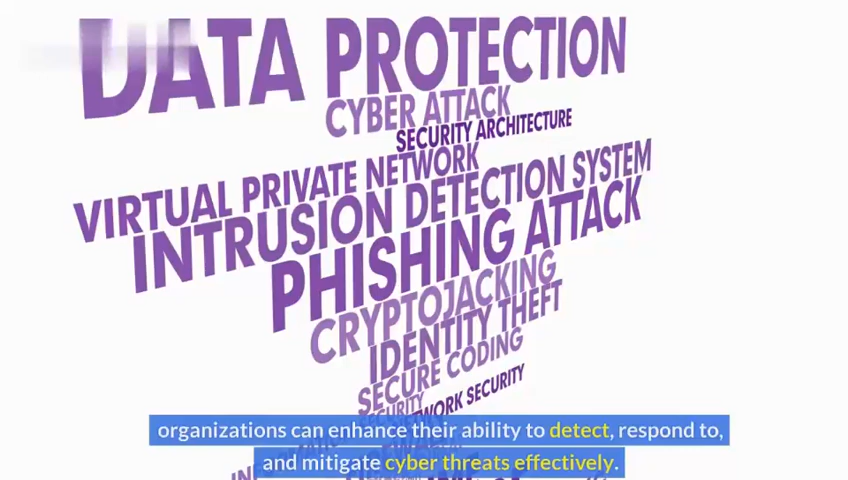 DATA PROTECTION
CYBER ATTACK
SECURITY ARCHITECTURE
VIRTUAL PRIVATE NETWORK
INTRUSION DETECTION SYSTEM
PHISHING ATTACK
CRYPTOJACKING
IDENTITY THEFT
SECURE CODING
SECURITY
NETWORK SECURITY
organizations can enhance their ability to detect, respond to,
and mitigate cyber threats effectively.